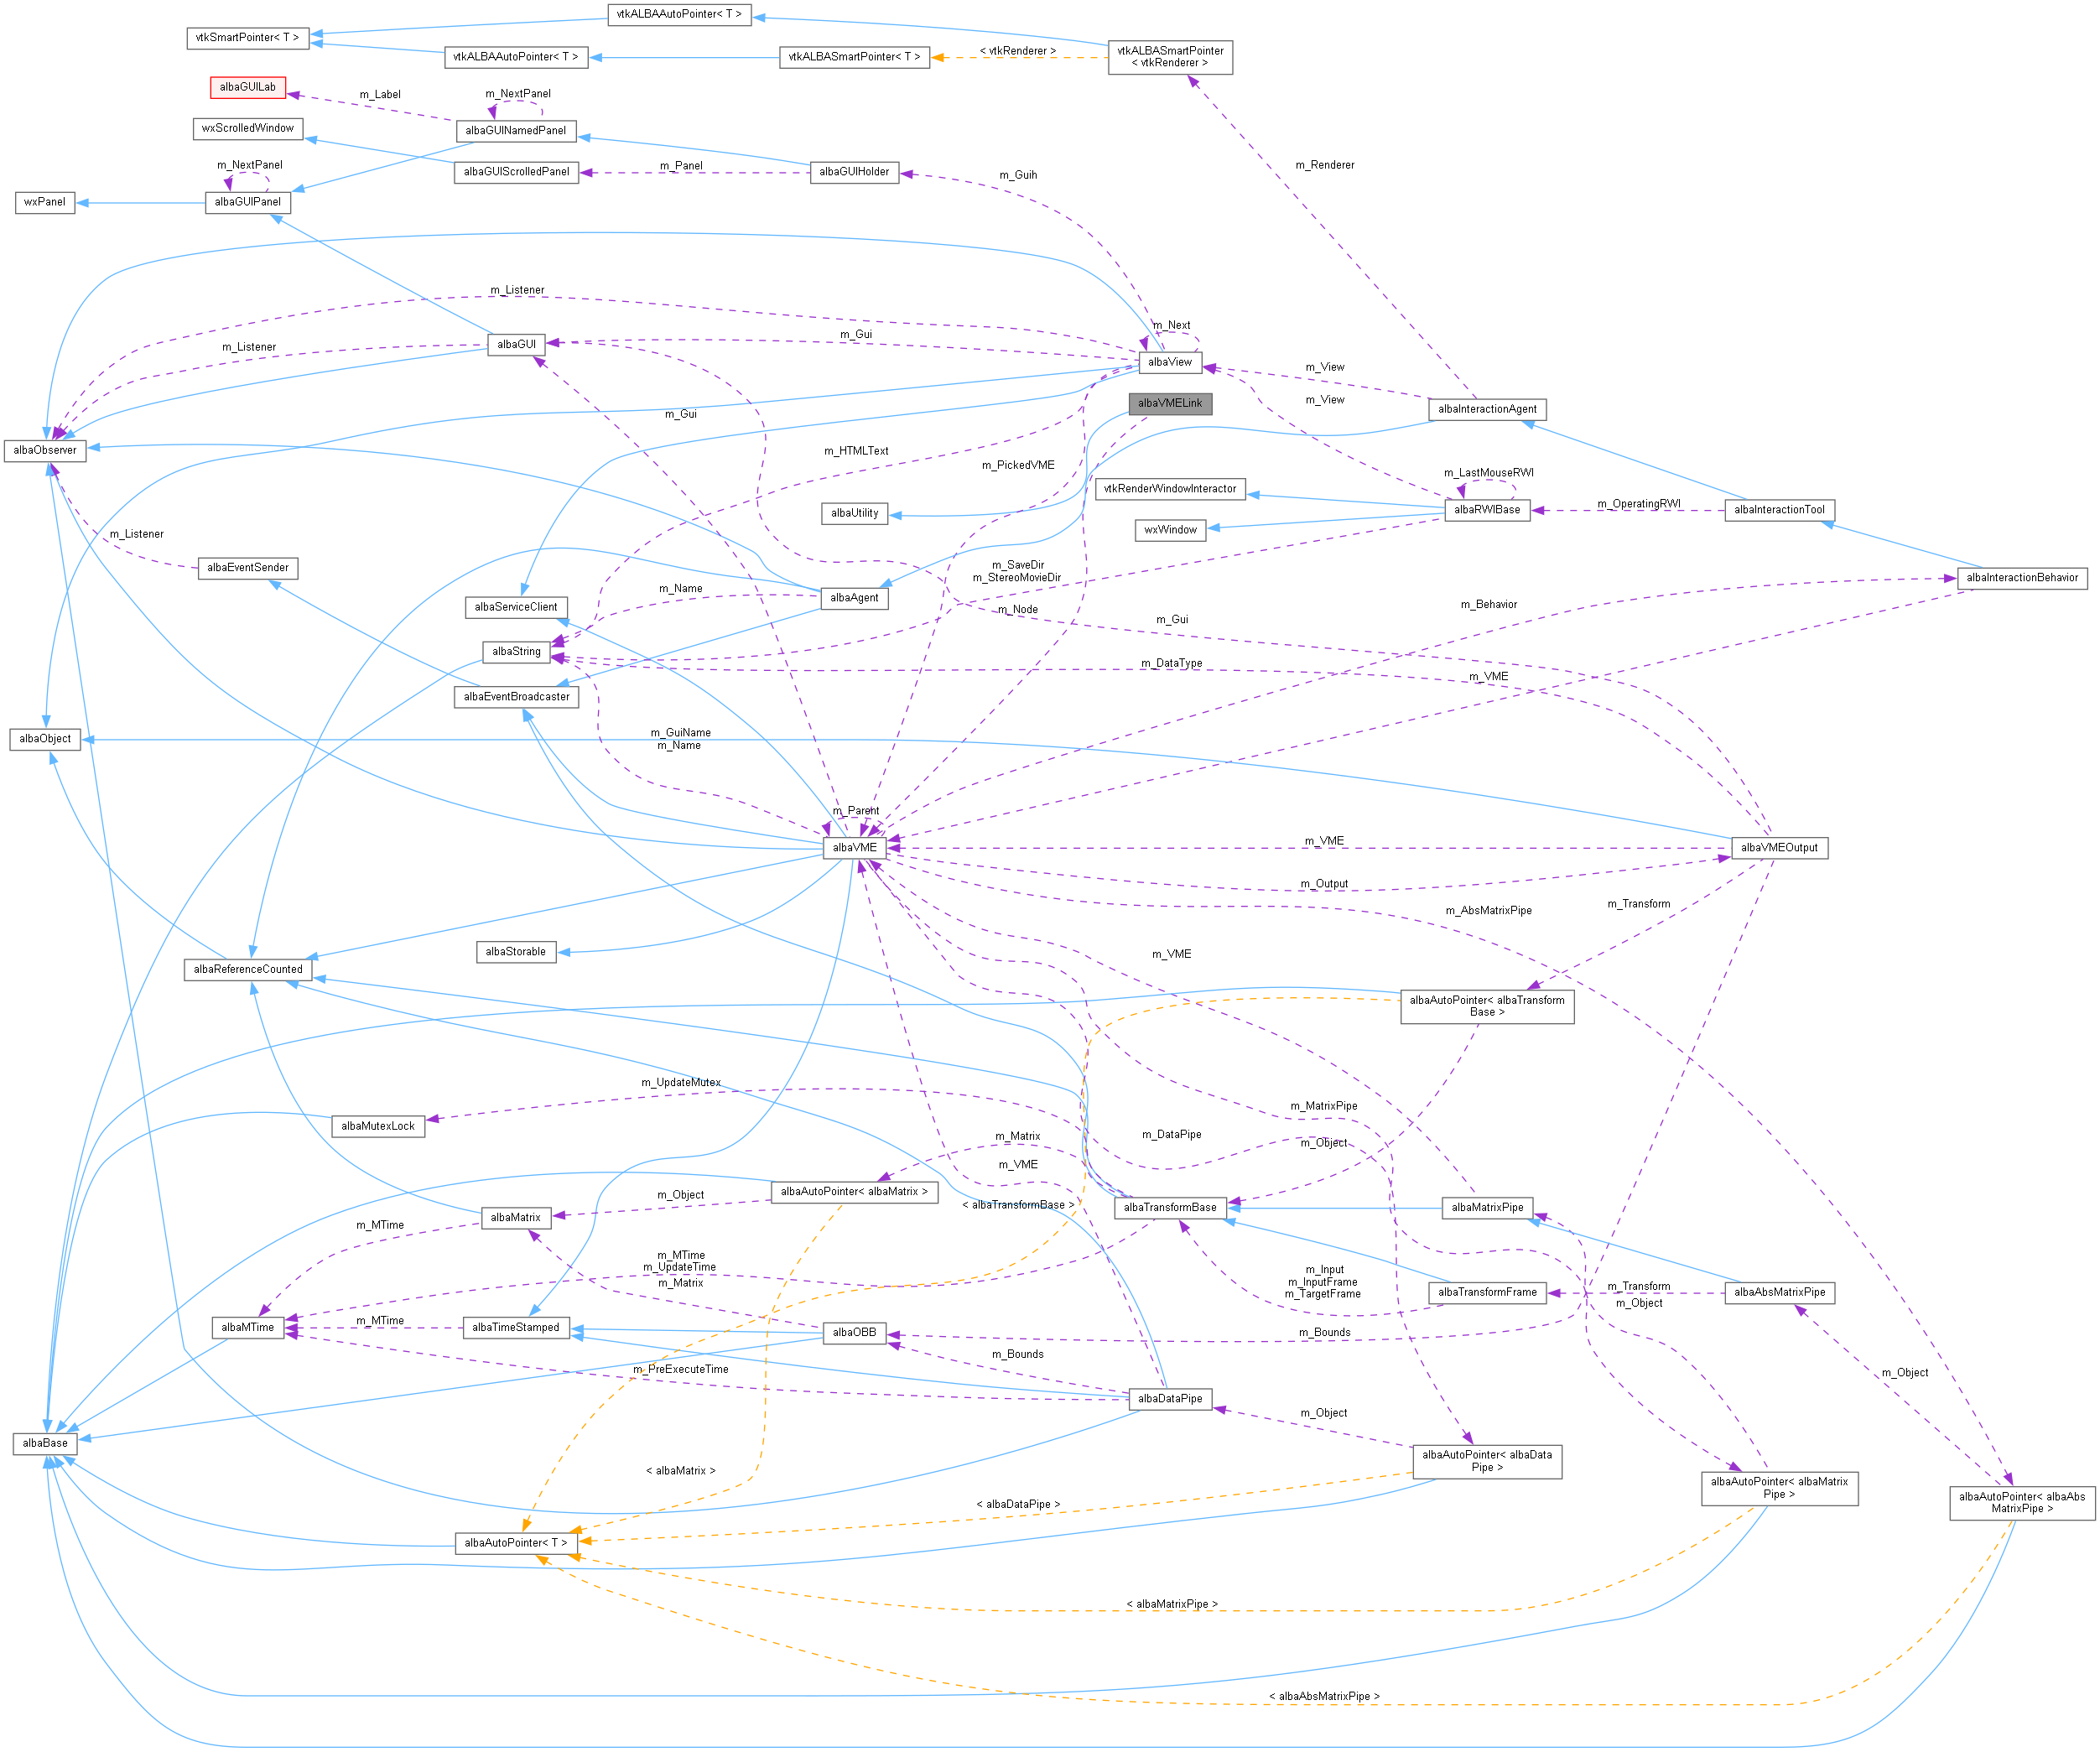 vtkALBAAutoPointer< T >
vtkSmartPointer< T >
vtkALBAAutoPointer< T >
vtkALBASmartPointer< T >
< vtkRenderer >
vtkALBASmartPointer
< vtkRenderer >
albaGUILab
m_Label
m_NextPanel
wxScrolledWindow
albaGUINamedPanel
m_NextPanel
albaGUIScrolledPanel
m_Panel
albaGUIHolder
m_Guih
m_Renderer
wxPanel
albaGUIPanel
m_Listener
m_Gui
m_Next
albaGUI
m_Listener
albaView
m_View
m_Gui
albaVMELink
m_View
albaInteractionAgent
albaObserver
m_HTMLText
m_PickedVME
m_LastMouseRWI
vtkRenderWindowInteractor
albaUtility
albaRWIBase
m_OperatingRWI
albaInteractionTool
wxWindow
m_Listener
albaEventSender
m_SaveDir
m_StereoMovieDir
albaInteractionBehavior
m_Name
albaServiceClient
albaAgent
m_Node
m_Behavior
m_Gui
albaString
m_DataType
m_VME
albaEventBroadcaster
albaObject
m_GuiName
m_Name
m_Parent
albaVME
m_VME
albaVMEOutput
m_Output
m_Transform
m_AbsMatrixPipe
albaStorable
m_VME
albaReferenceCounted
albaAutoPointer< albaTransform
Base >
m_UpdateMutex
albaMutexLock
m_MatrixPipe
m_DataPipe
m_Matrix
m_Object
m_VME
albaAutoPointer< albaMatrix >
m_Object
< albaTransformBase >
albaTransformBase
albaMatrixPipe
albaMatrix
m_MTime
m_MTime
m_UpdateTime
m_Matrix
m_Input
m_InputFrame
m_TargetFrame
albaTransformFrame
m_Transform
m_Object
albaAbsMatrixPipe
albaMTime
m_MTime
albaTimeStamped
albaOBB
m_Bounds
m_Bounds
m_PreExecuteTime
m_Object
albaDataPipe
m_Object
albaBase
< albaMatrix >
albaAutoPointer< albaData
Pipe >
albaAutoPointer< albaMatrix
Pipe >
albaAutoPointer< albaAbs
MatrixPipe >
< albaDataPipe >
albaAutoPointer< T >
< albaMatrixPipe >
< albaAbsMatrixPipe >